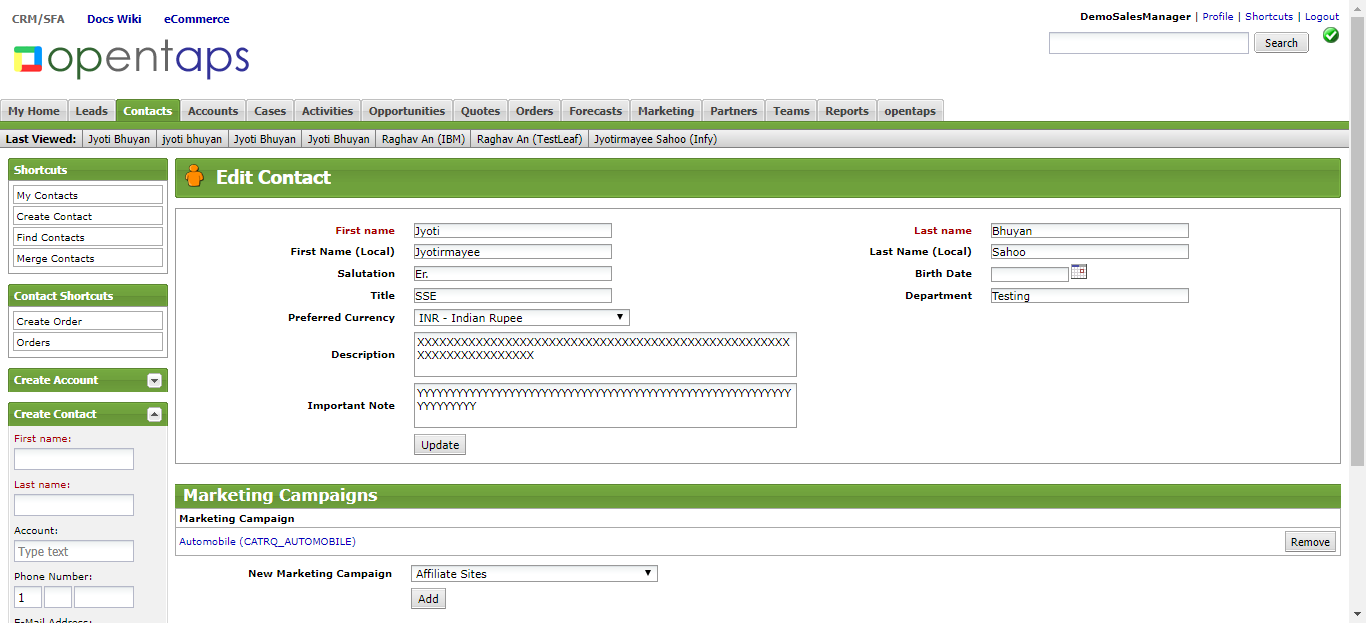 CRM/SFA Docs Wiki eCommerce
DemoSalesManager | Profile | Shortcuts | Logout
opentaps
Search
My Home Leads Contacts Accounts Cases Activities Opportunities Quotes Orders Forecasts Marketing Partners Teams Reports opentaps
Last Viewed: Jyoti Bhuyan jyoti bhuyan Jyoti Bhuyan Jyoti Bhuyan Raghav An (IBM) Raghav An (TestLeaf) Jyotirmayee Sahoo (Infy)
Shortcuts
My Contacts
Create Contact
Find Contacts
Merge Contacts
Contact Shortcuts
Create Order
Orders
Create Account
Create Contact
First name:
Last name:
Account:
Type text
Phone Number:
1
E-Mail Address:
Edit Contact
First name Jyoti Last name Bhuyan
First Name (Local) Jyotirmayee Last Name (Local) Sahoo
Salutation Er. Birth Date
Title SSE Department Testing
Preferred Currency INR - Indian Rupee
XXXXXXXXXXXXXXXXXXXXXXXXXXXXXXXXXXXXXXXXXXXXXXXXXXX
Description XXXXXXXXXXXXXXXX
YYYYYYYYYYYYYYYYYYYYYYYYYYYYYYYYYYYYYYYYYYYYYYYYYYYYYYYY
Important Note YYYYYYYYY
Update
Marketing Campaigns
Marketing Campaign
Automobile (CATRQ_AUTOMOBILE) Remove
New Marketing Campaign Affiliate Sites
Add